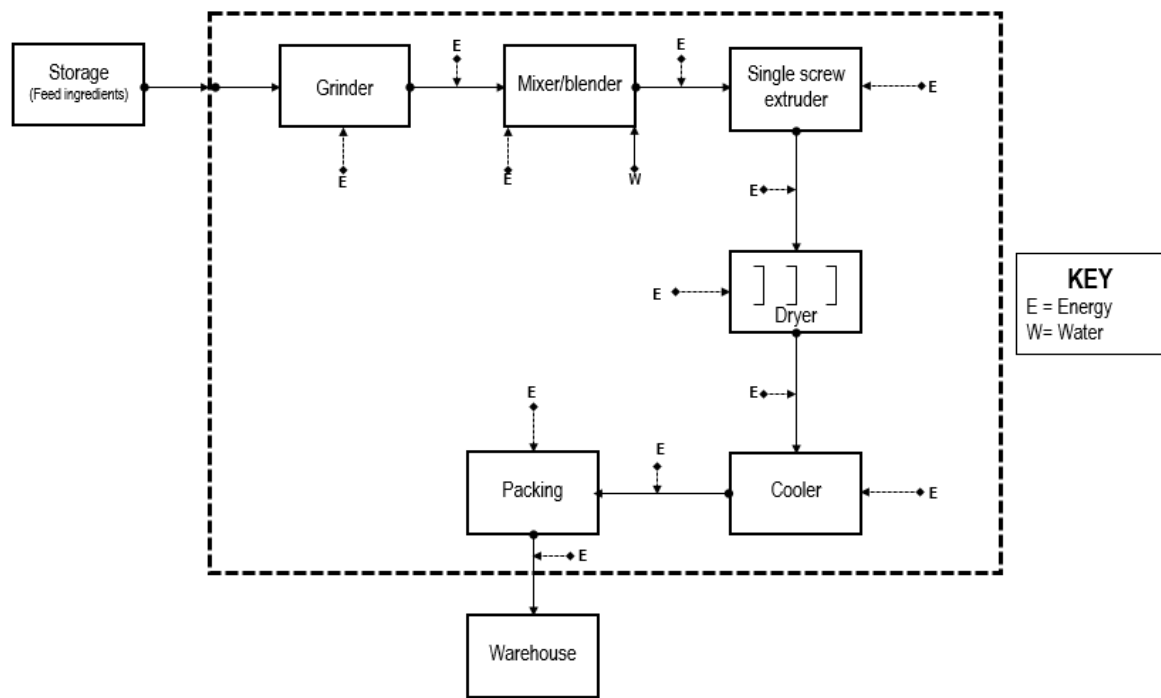 Storage
(Feed ingredients)
Grinder
E
E
Mixer/blender
E
W
E
Single screw
extruder
E
E
Dryer
E
E
Cooler
E
E
Packing
E
E
Warehouse
KEY
E = Energy
W= Water